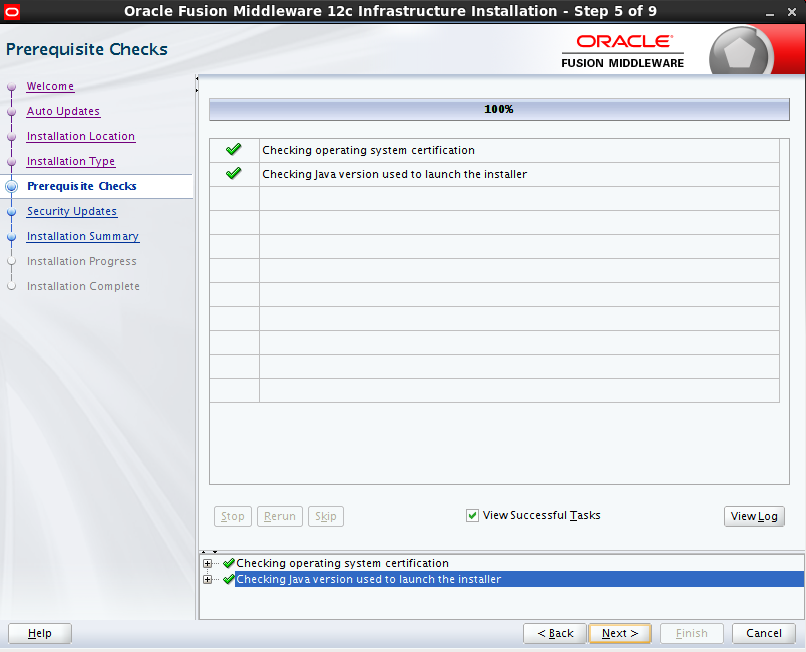 Oracle Fusion Middleware 12c Infrastructure Installation - Step 5 of 9
Prerequisite Checks
ORACLE
FUSION MIDDLEWARE
Welcome
Auto Updates
Installation Location
Installation Type
Prerequisite Checks
Security Updates
Installation Summary
Installation Progress
Installation Complete
100%
Checking operating system certification
Checking Java version used to launch the installer
Stop
Rerun
Skip
View Successful Tasks
View Log
Checking operating system certification
Checking Java version used to launch the installer
Help
< Back
Next >
Finish
Cancel